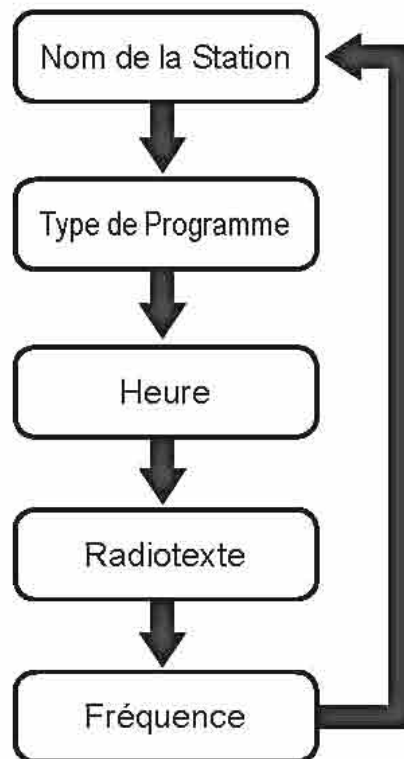 Nom de la Station
Type de Programme
Heure
Radiotexte
Fréquence